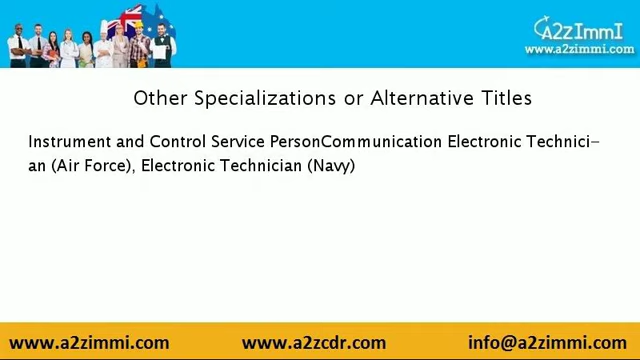 A2zImmI
www.a2zimmi.com
Other Specializations or Alternative Titles
Instrument and Control Service PersonCommunication Electronic Technici-
an (Air Force), Electronic Technician (Navy)
www.a2zimmi.com www.a2zcdr.com info@a2zimmi.com